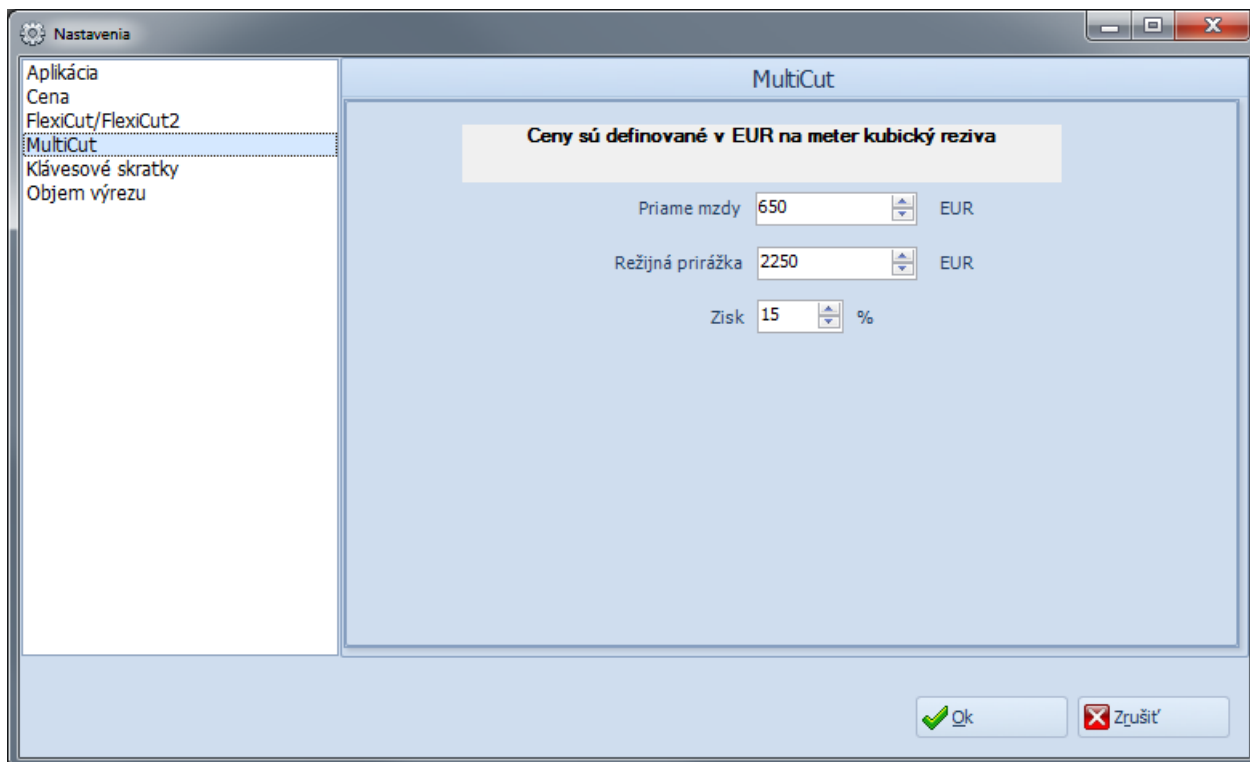 Nastavenia
Aplikácia
Cena
FlexiCut/FlexiCut2
MultiCut
Klávesové skratky
Objem výrezu
MultiCut
Ceny sú definované v EUR na meter kubický reziva
Priame mzdy 650 EUR
Režijná prirážka 2250 EUR
Zisk 15 %
Ok
Zrušiť